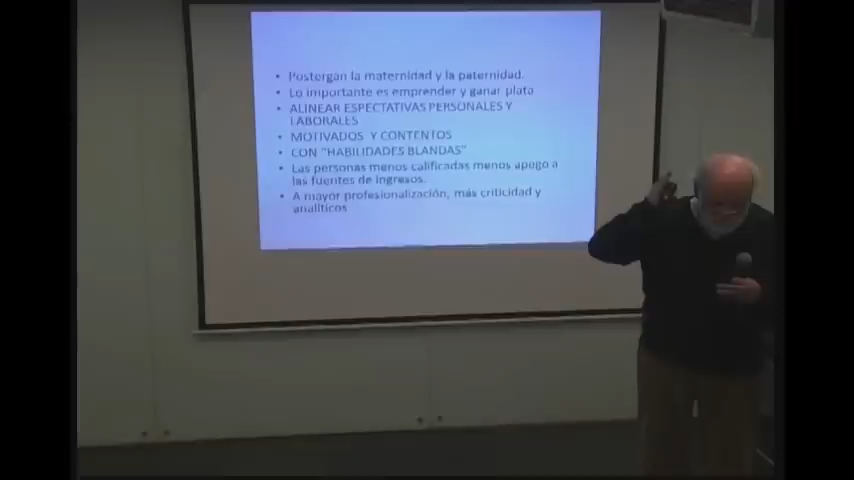 • Postergan la maternidad y la paternidad.
• Lo importante es emprender y ganar plata
• ALINEAR ESPECTATIVAS PERSONALES Y
LABORALES
• MOTIVADOS Y CONTENTOS
• CON "HABILIDADES BLANDAS"
• Las personas menos calificadas menos apego a
las fuentes de ingresos.
• A mayor profesionalización, más criticidad y
analíticos